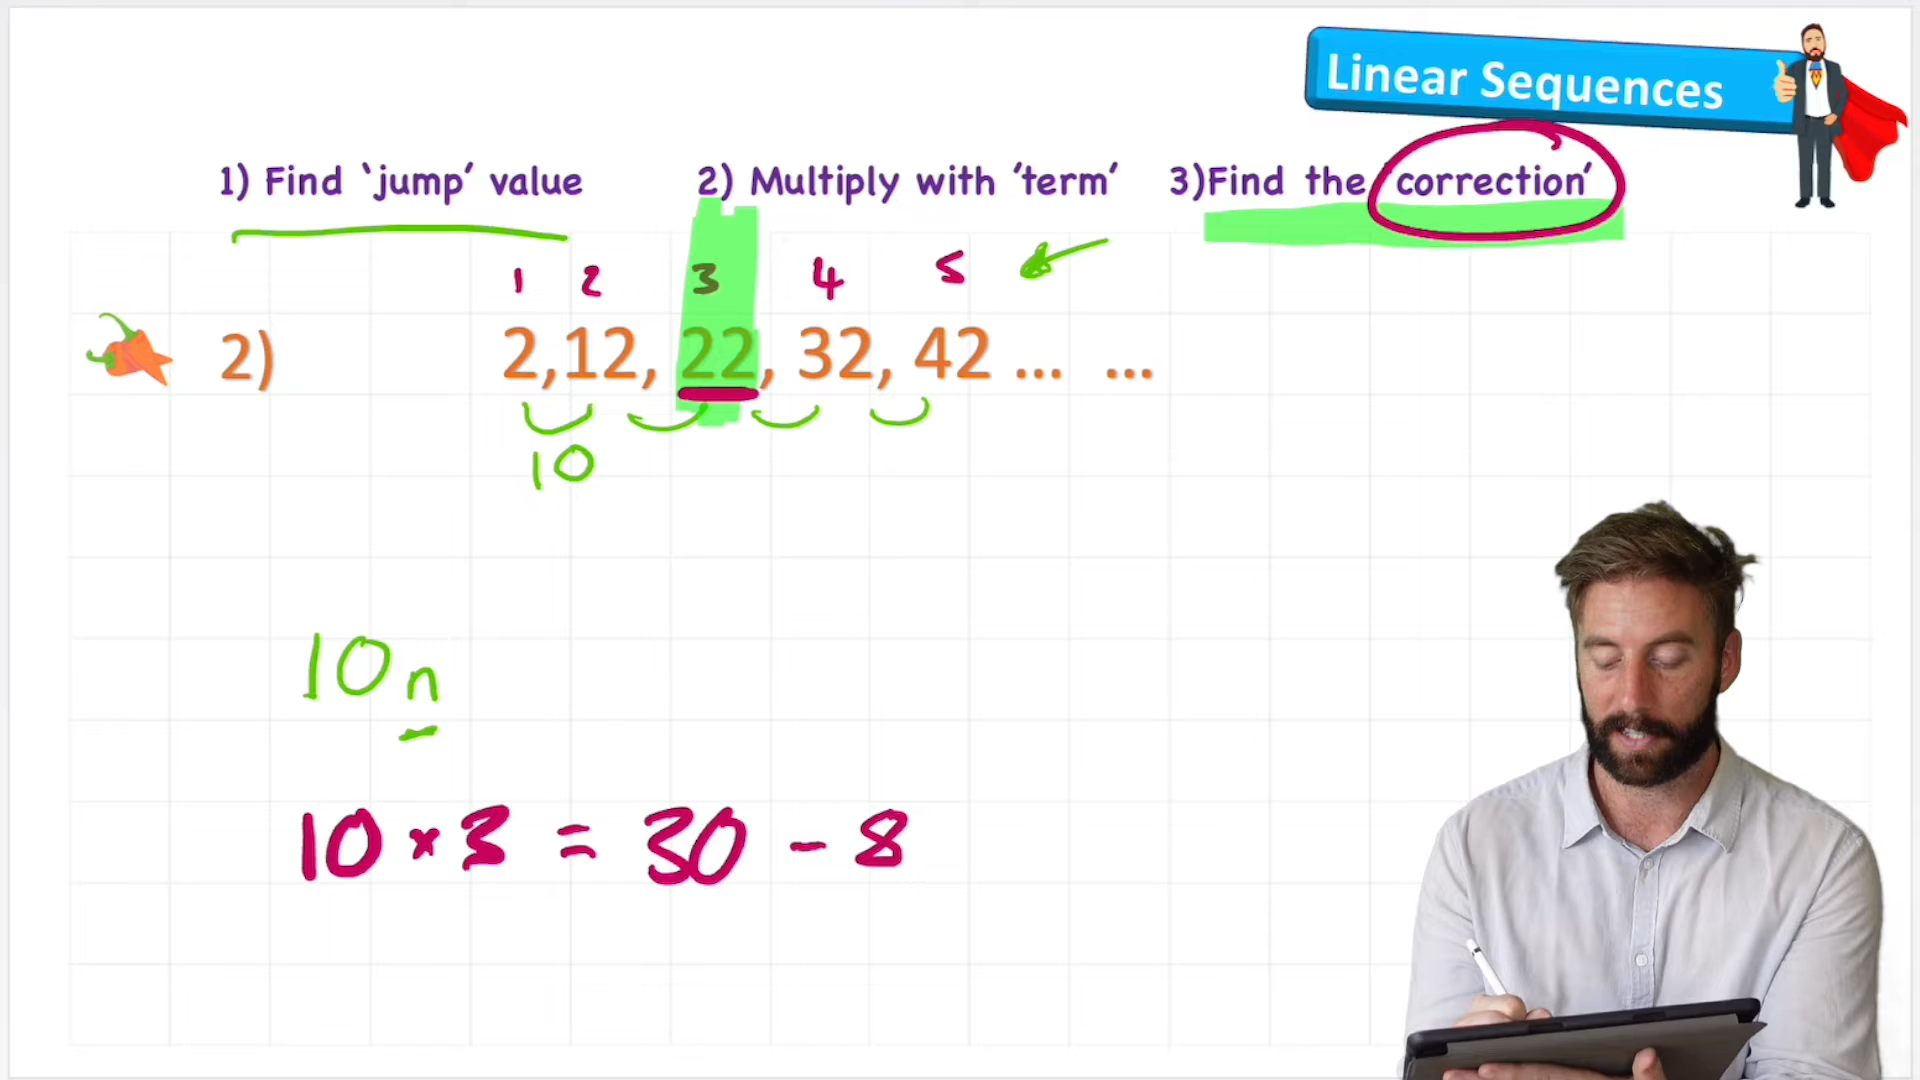 Linear Sequences
1) Find ‘jump’ value 2) Multiply with ’term’ 3)Find the ‘correction’
1 2 3 4 5
2) 2,12, 22, 32, 42 ... ...
10
10n
10 × 3 = 30 - 8